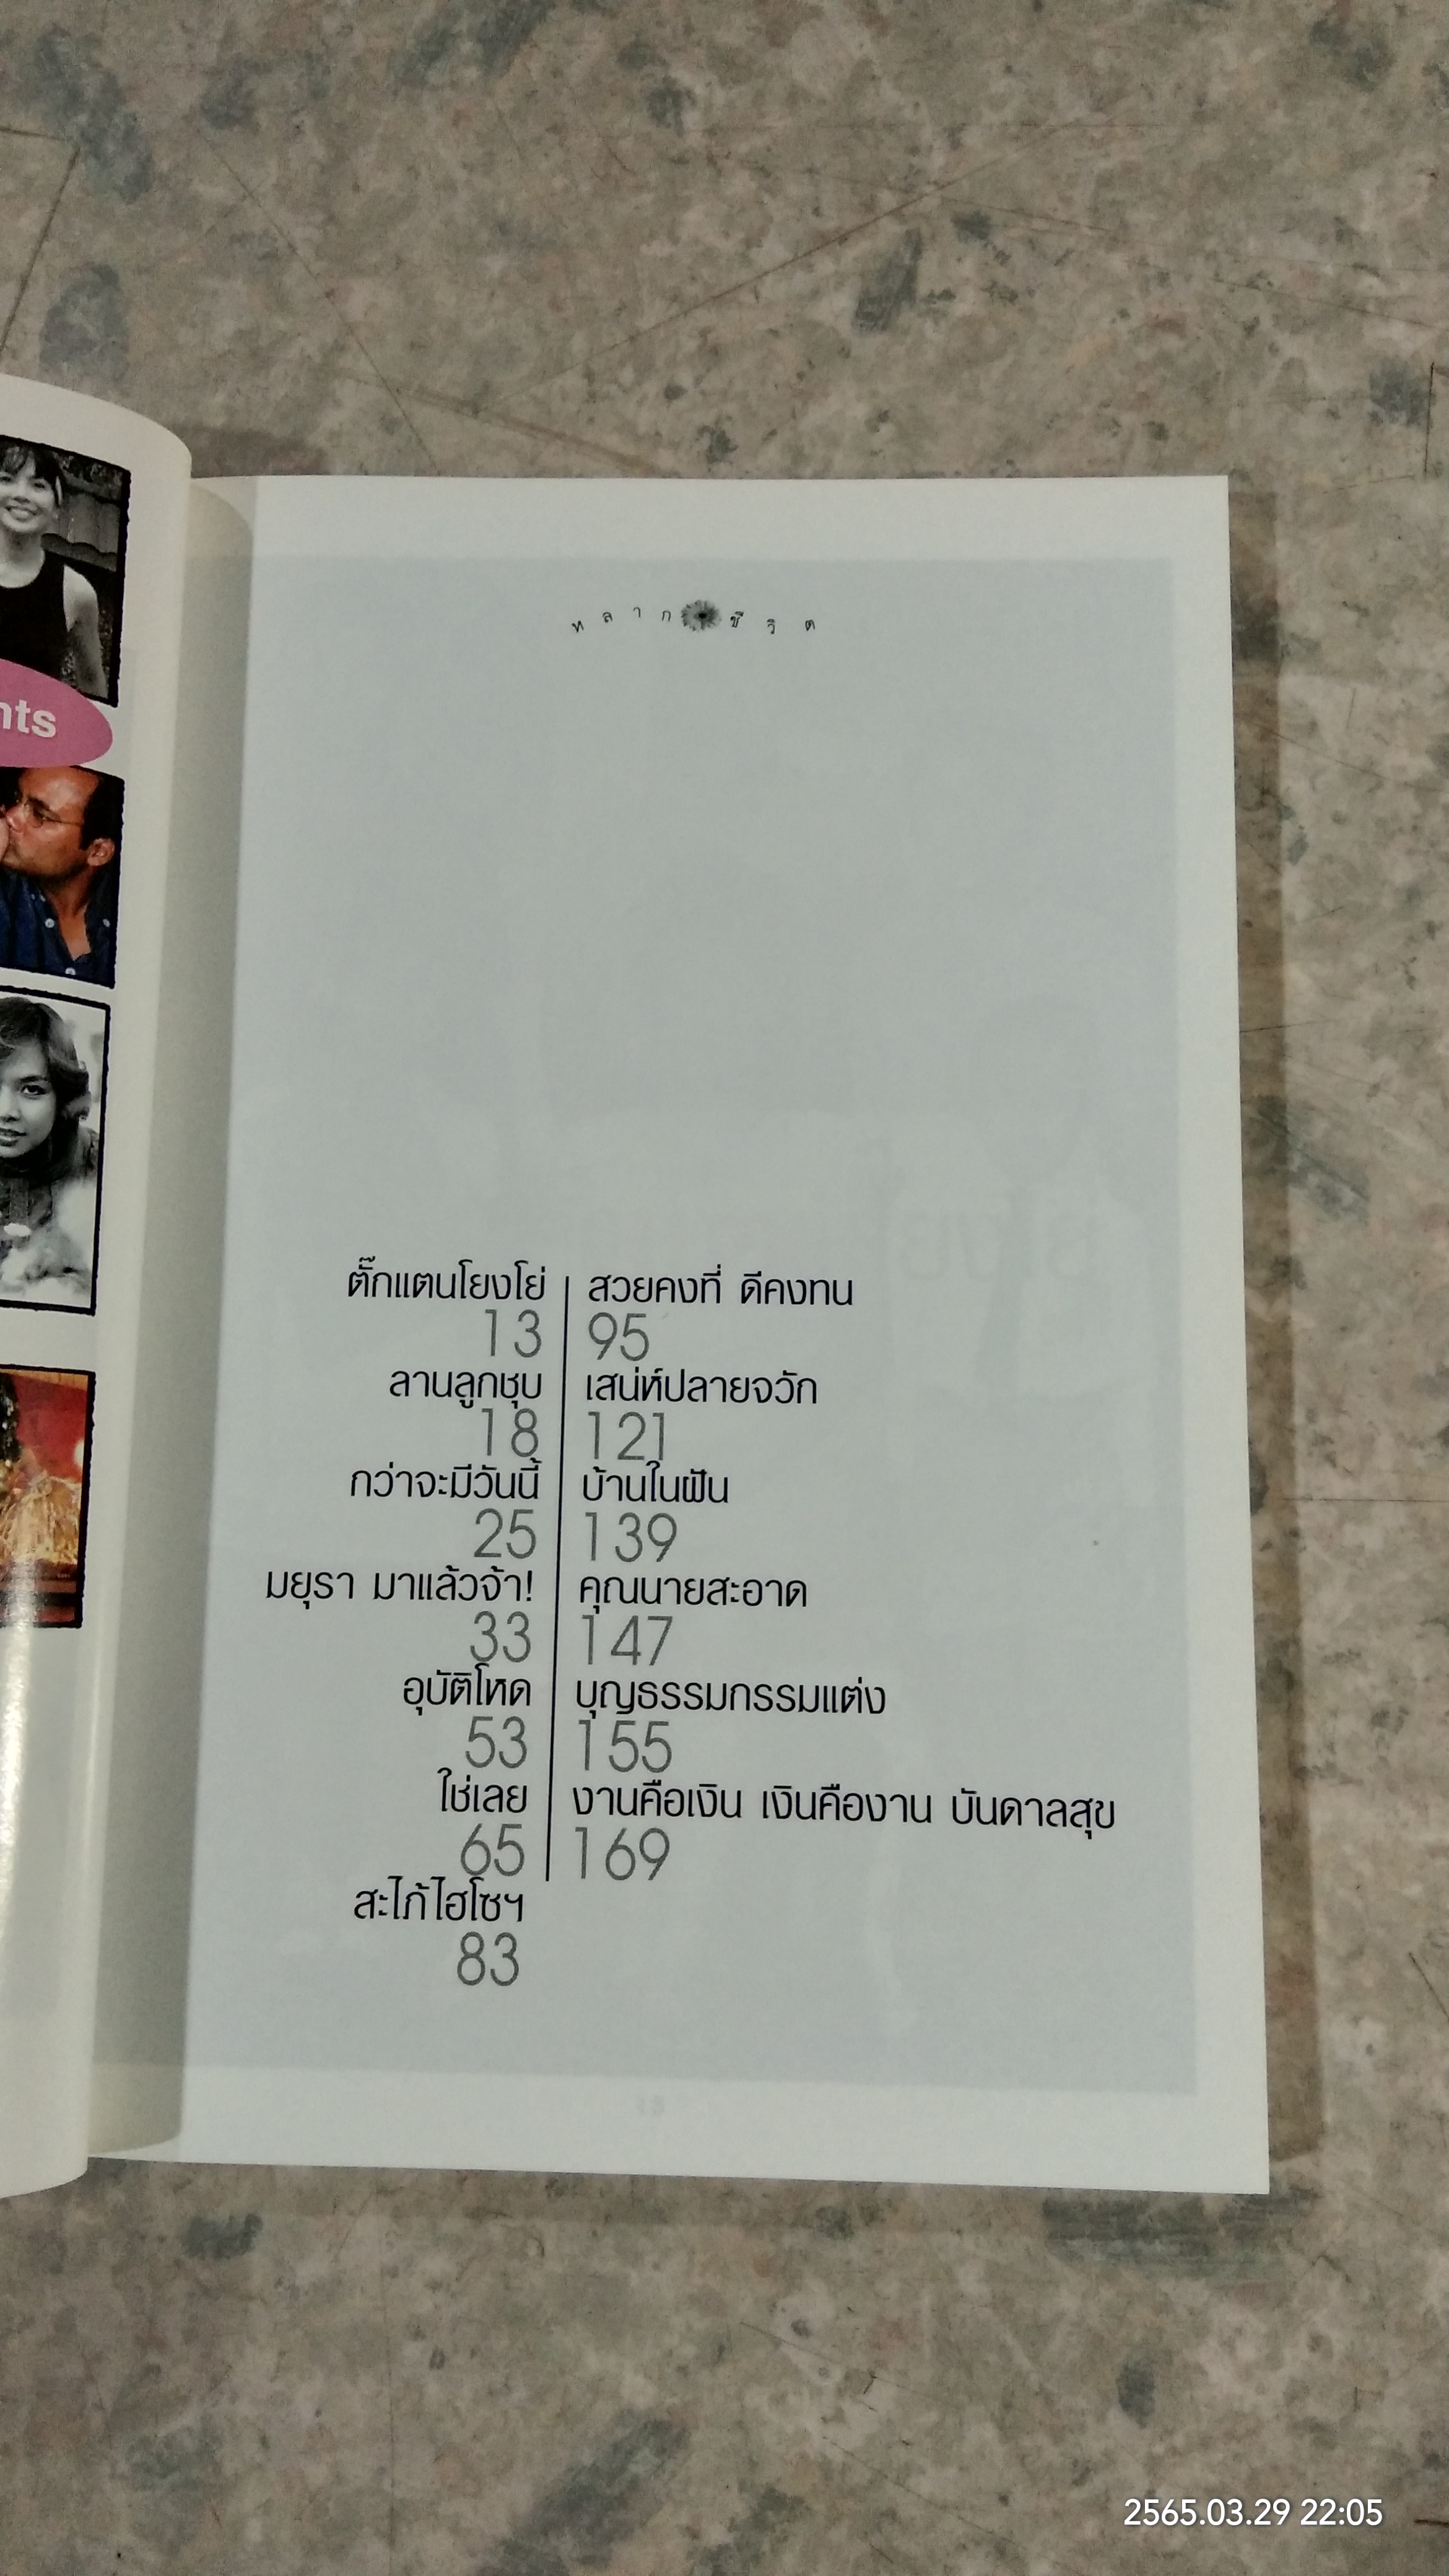 หลากชีวิต
nts
ตั๊กแตนโยงโย่
13
ลานลูกชุบ
18
กว่าจะมีวันนี้
25
มยุรา มาแล้วจ้า!
33
อุบัติโหด
53
ใช่เลย
65
สะไภ้ไฮโซฯ
83
สวยคงที่ ดีคงทน
95
เสน่ห์ปลายจวัก
121
บ้านในฝัน
139
คุณนายสะอาด
147
บุญธรรมกรรมแต่ง
155
งานคือเงิน เงินคืองาน บันดาลสุข
169
2565.03.29 22:05